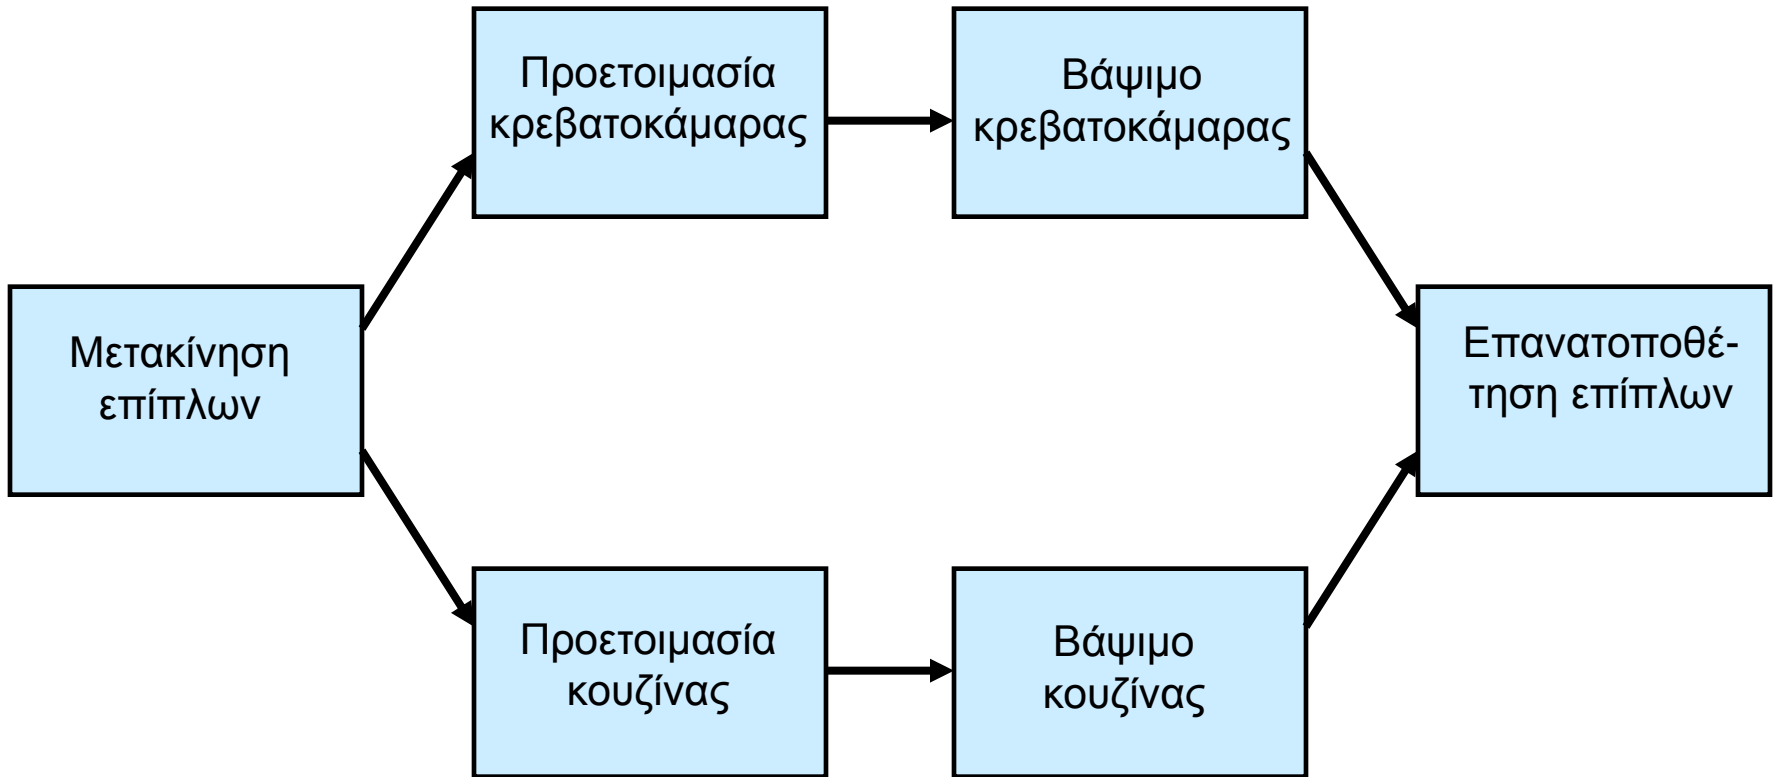 Προετοιμασία
κρεβατοκάμαρας
Βάψιμο
κρεβατοκάμαρας
Μετακίνηση
επίπλων
Επανατοποθέ-
τηση επίπλων
Προετοιμασία
κουζίνας
Βάψιμο
κουζίνας